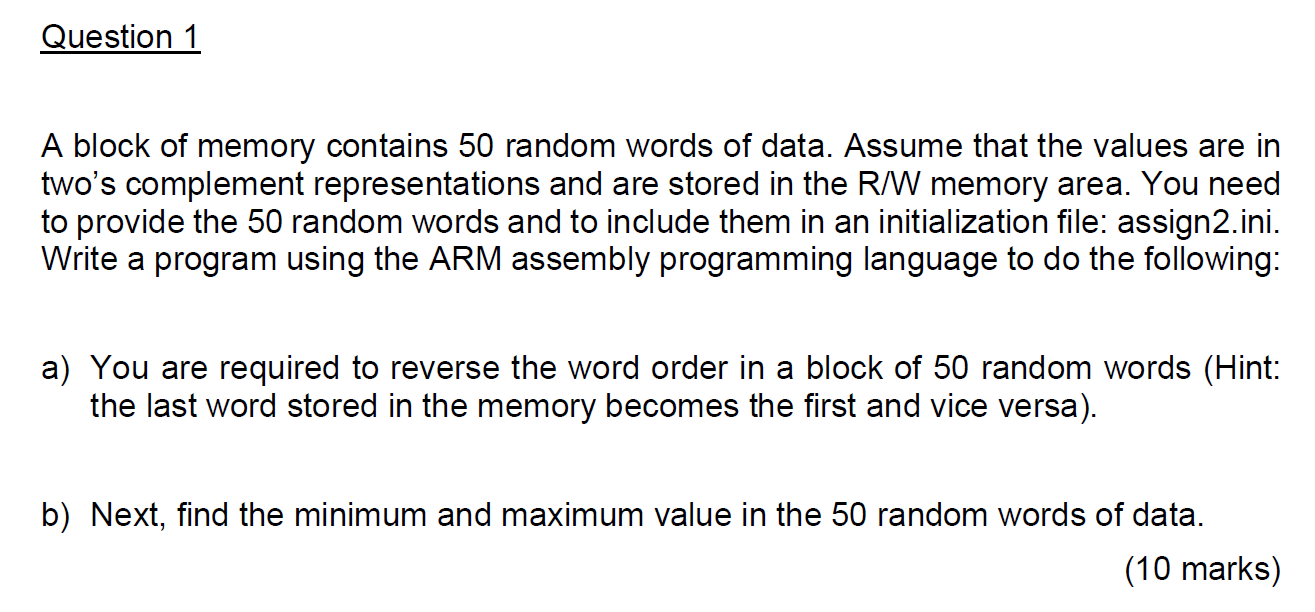 Question 1
A block of memory contains 50 random words of data. Assume that the values are in
two’s complement representations and are stored in the R/W memory area. You need
to provide the 50 random words and to include them in an initialization file: assign2.ini.
Write a program using the ARM assembly programming language to do the following:
a) You are required to reverse the word order in a block of 50 random words (Hint:
the last word stored in the memory becomes the first and vice versa).
b) Next, find the minimum and maximum value in the 50 random words of data.
(10 marks)